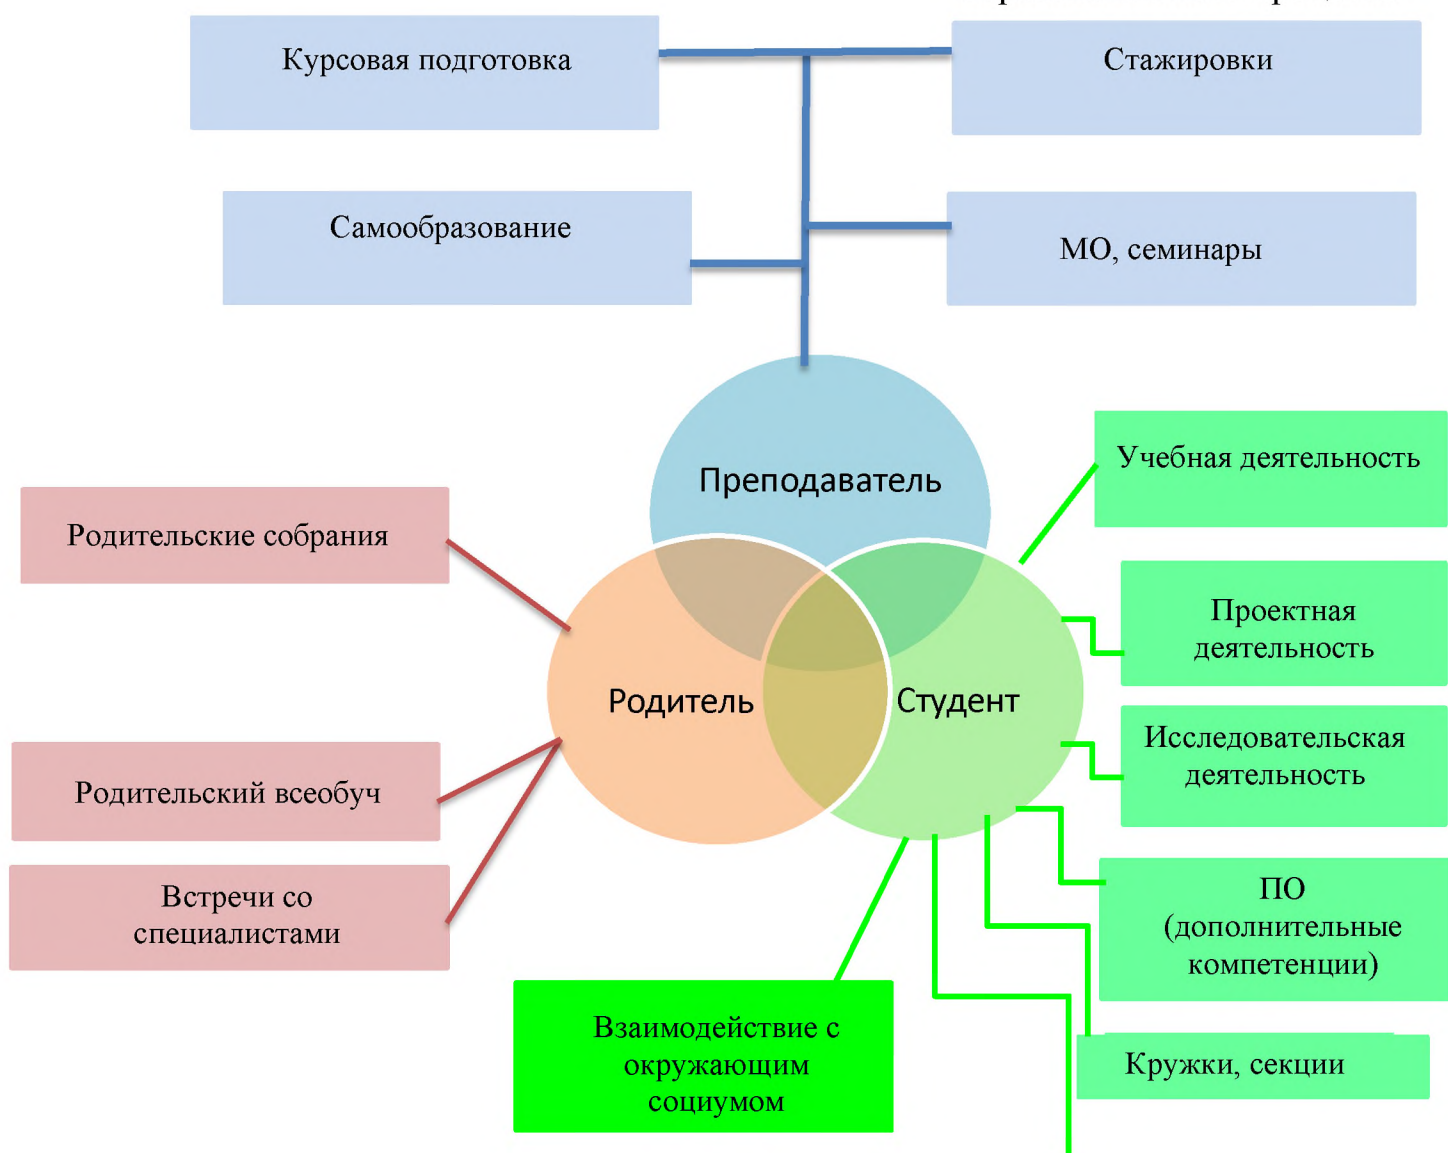 Курсовая подготовка
Стажировки
Самообразование
МО, семинары
Преподаватель
Учебная деятельность
Родительские собрания
Проектная
деятельность
Родитель
Студент
Исследовательская
деятельность
Родительский всеобуч
Встречи со
специалистами
ПО
(дополнительные
компетенции)
Взаимодействие с
окружающим
социумом
Кружки, секции